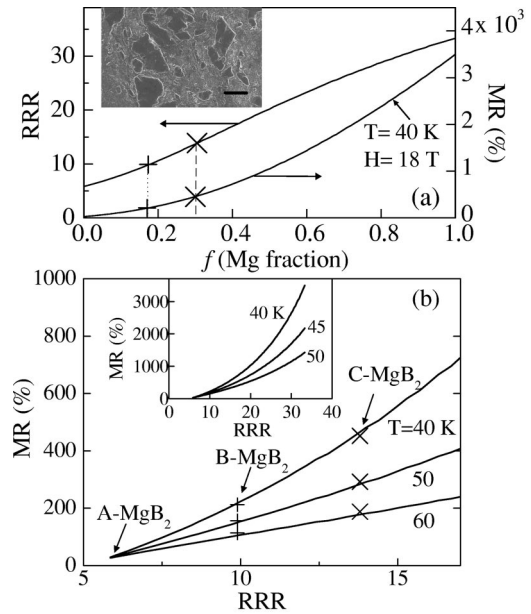 4x 10³
30
20
10
0
RRR
3
2
1
0
MR (%)
T= 40 K
H= 18 T
(a)
0.0 0.2 0.4 0.6 0.8 1.0
f (Mg fraction)
1000
800
600
400
200
0
MR (%)
(b)
3000
2000
1000
0
MR (%)
40 K
45
50
0 10 20 30 40
RRR
C-MgB₂
T=40 K
B-MgB₂
50
A-MgB₂
60
5 10 15
RRR